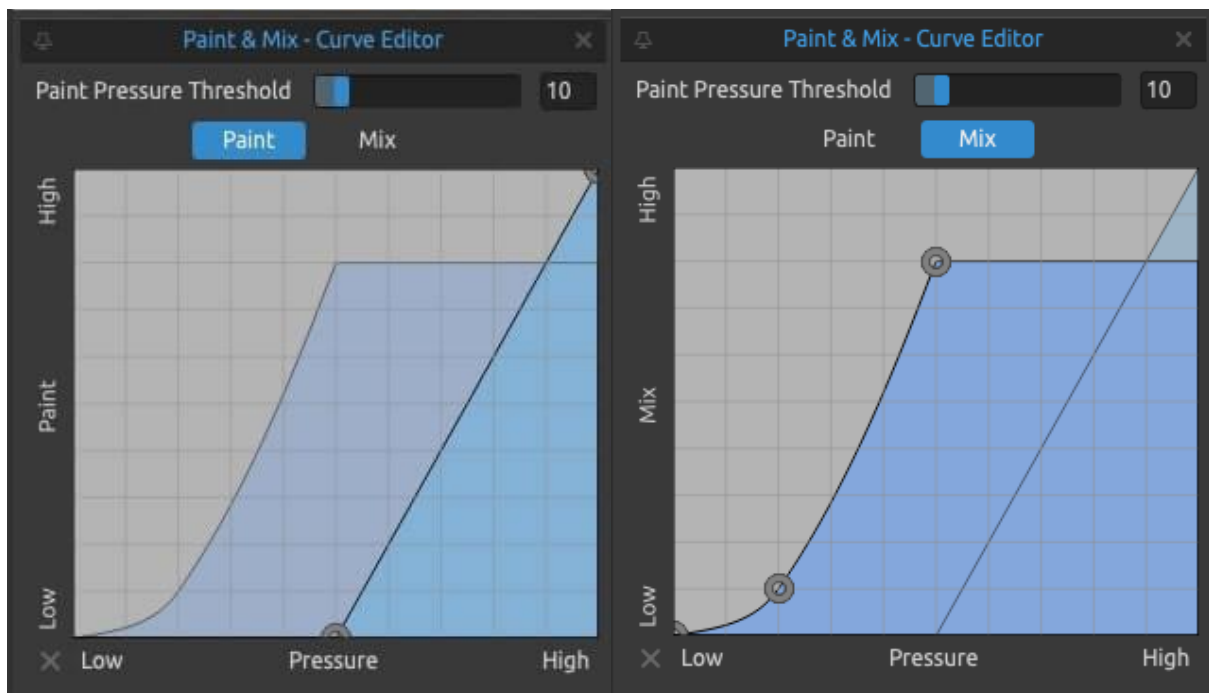 Paint & Mix - Curve Editor
Paint Pressure Threshold 10
Paint Mix
High
Paint
Low
Low Pressure High
Paint & Mix - Curve Editor
Paint Pressure Threshold 10
Paint Mix
High
Mix
Low
Low Pressure High